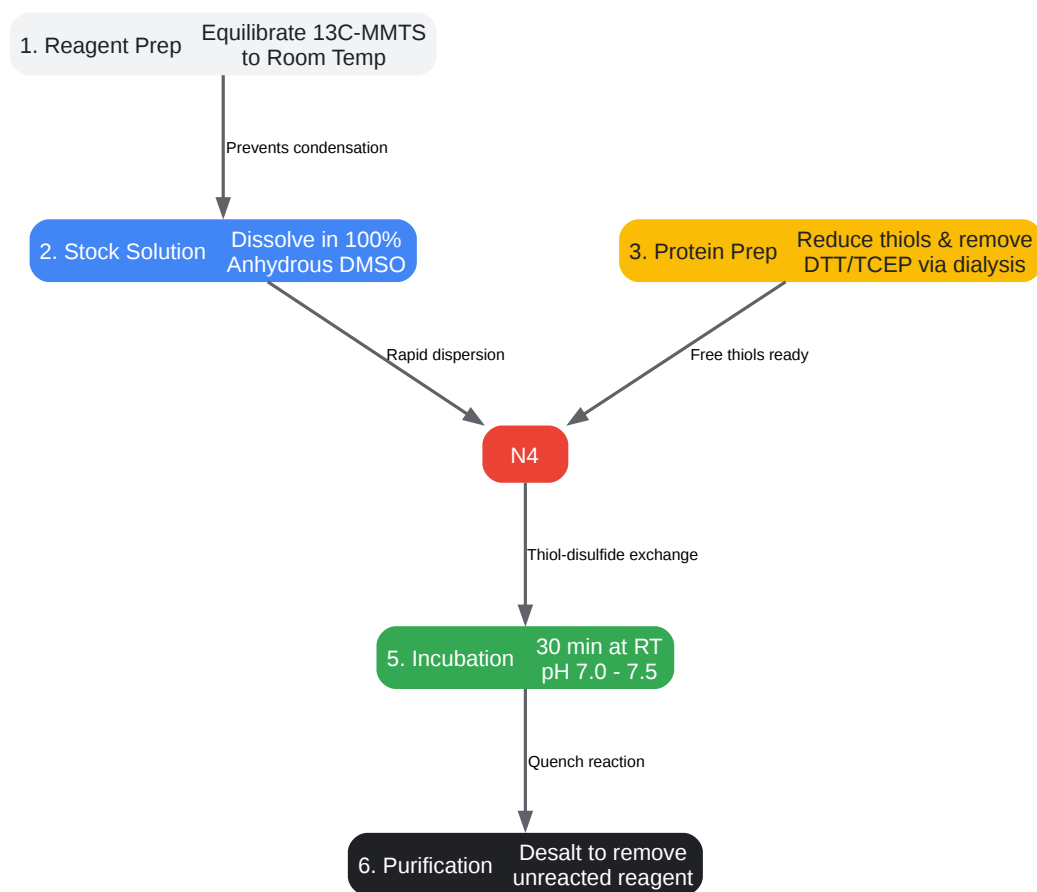 1. Reagent Prep
Equilibrate 13C-MMTS
to Room Temp
Prevents condensation
2. Stock Solution
Dissolve in 100%
Anhydrous DMSO
3. Protein Prep
Reduce thiols & remove
DTT/TCEP via dialysis
Rapid dispersion
Free thiols ready
N4
Thiol-disulfide exchange
5. Incubation
30 min at RT
pH 7.0 - 7.5
Quench reaction
6. Purification
Desalt to remove
unreacted reagent